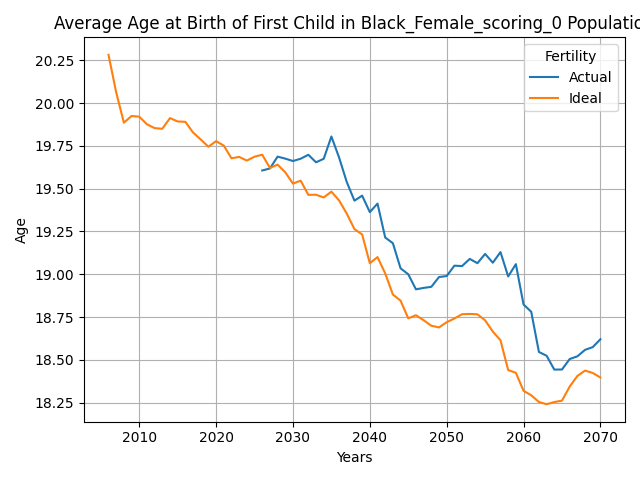 Average Age at Birth of First Child in Black_Female_scoring_0 Populatio
Fertility
Actual
Ideal
20.25
20.00
19.75
19.50
19.25
19.00
18.75
18.50
18.25
Age
2010 2020 2030 2040 2050 2060 2070
Years